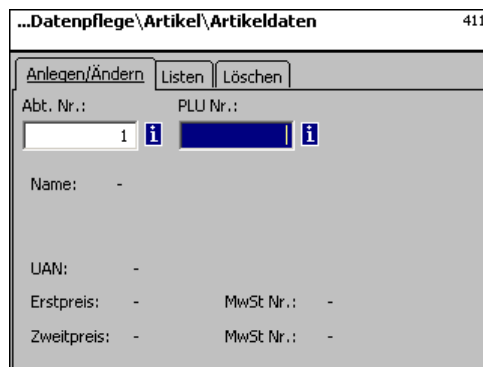 ...Datenpflege\Artikel\Artikeldaten 411
Anlegen/Ändern Listen Löschen
Abt. Nr.: PLU Nr.:
1 i i
Name: -
UAN: -
Erstpreis: - MwSt Nr.: -
Zweitpreis: - MwSt Nr.: -